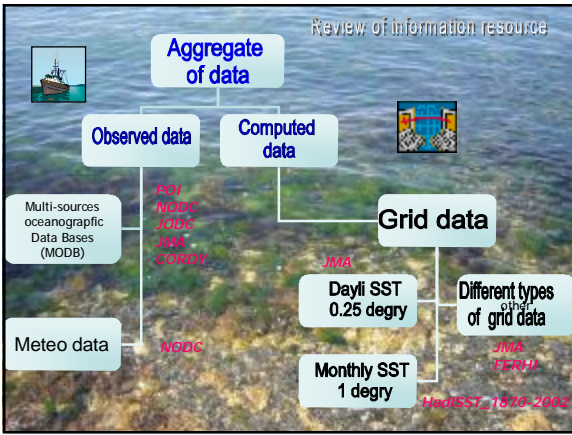 Review of information resource
Aggregate
of data
Observed data
Computed
data
POI
NODC
JODC
JMA
CORDY
Multi-sources
oceanograpfic
Data Bases
(MODB)
Grid data
JMA
Dayli SST
0.25 degry
Different types
other
of grid data
Meteo data
NODC
JMA
FERHI
Monthly SST
1 degry
HadISST_1870-2002